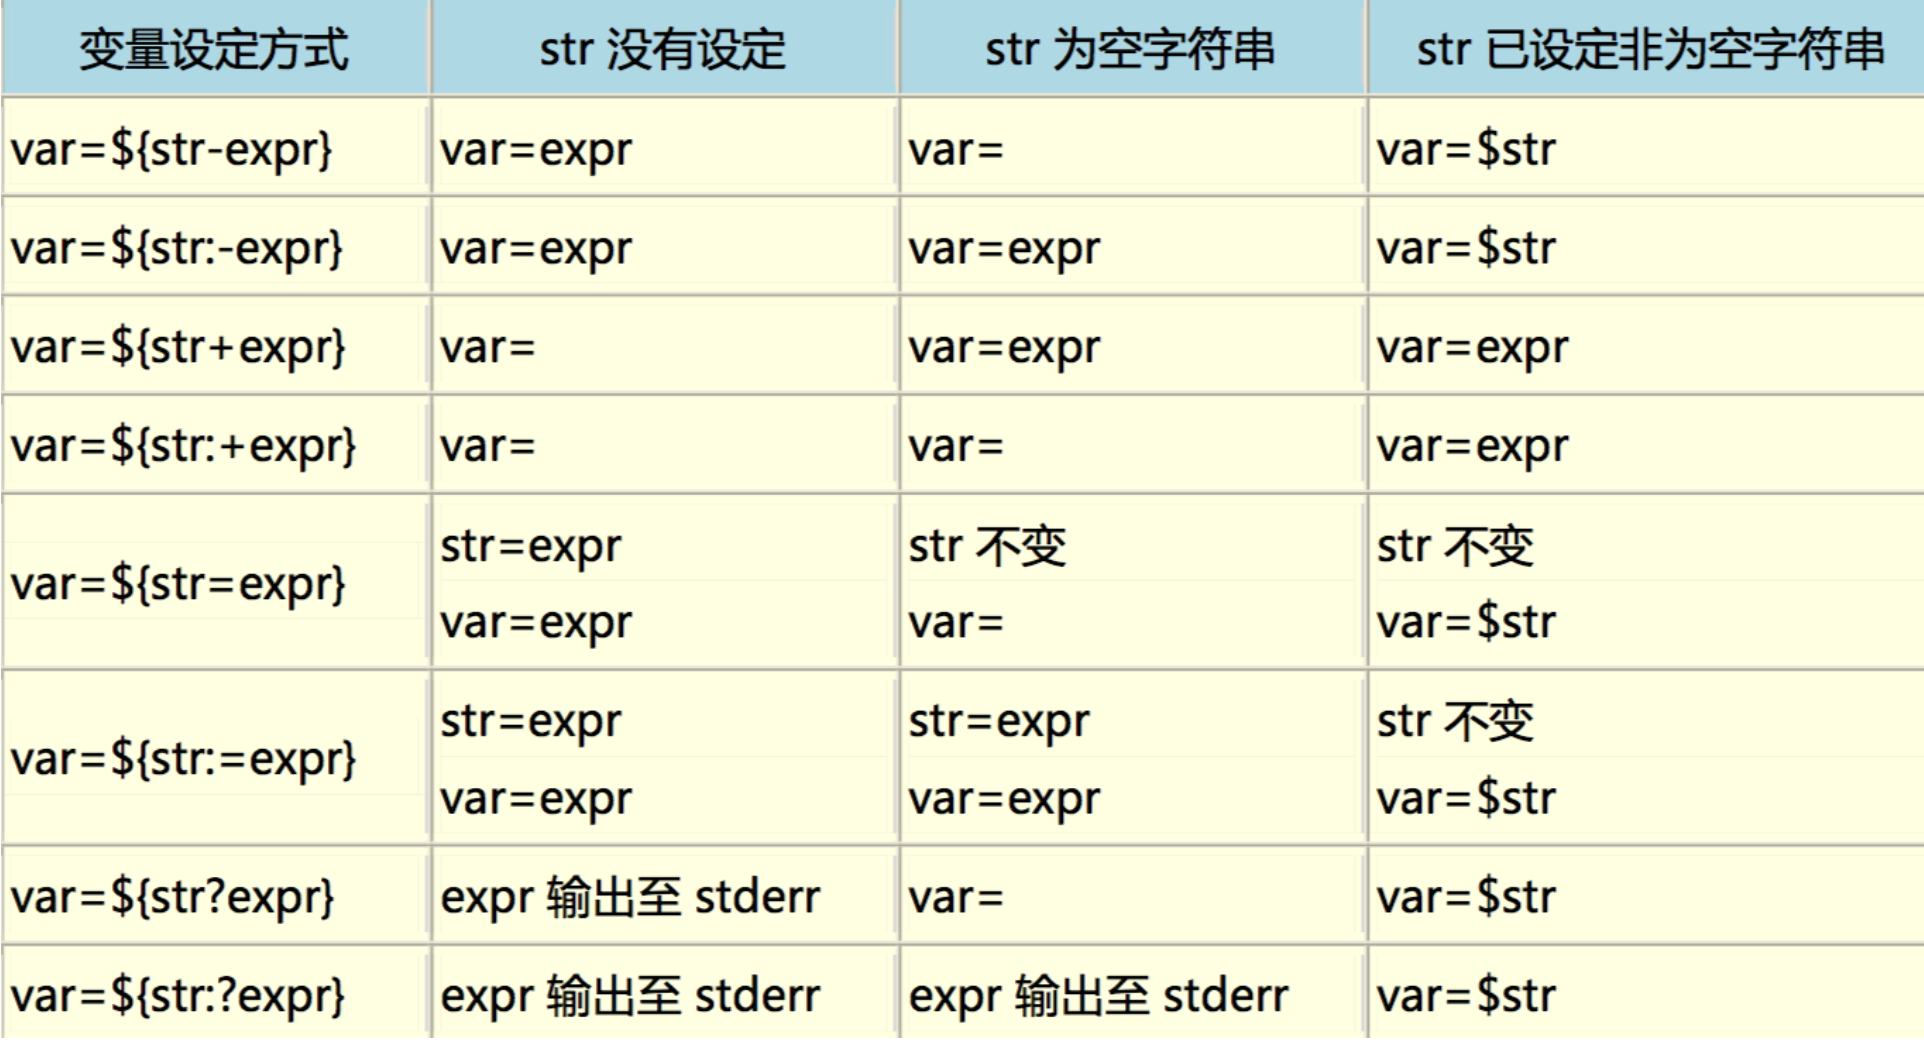 变量设定方式 str 没有设定 str 为空字符串 str 已设定非为空字符串
var=${str-expr} var=expr var= var=$str
var=${str:-expr} var=expr var=expr var=$str
var=${str+expr} var= var=expr var=expr
var=${str:+expr} var= var= var=expr
var=${str=expr} str=expr str 不变 str 不变
var=expr var= var=$str
var=${str:=expr} str=expr str=expr str 不变
var=expr var=expr var=$str
var=${str?expr} expr 输出至 stderr var= var=$str
var=${str:?expr} expr 输出至 stderr expr 输出至 stderr var=$str